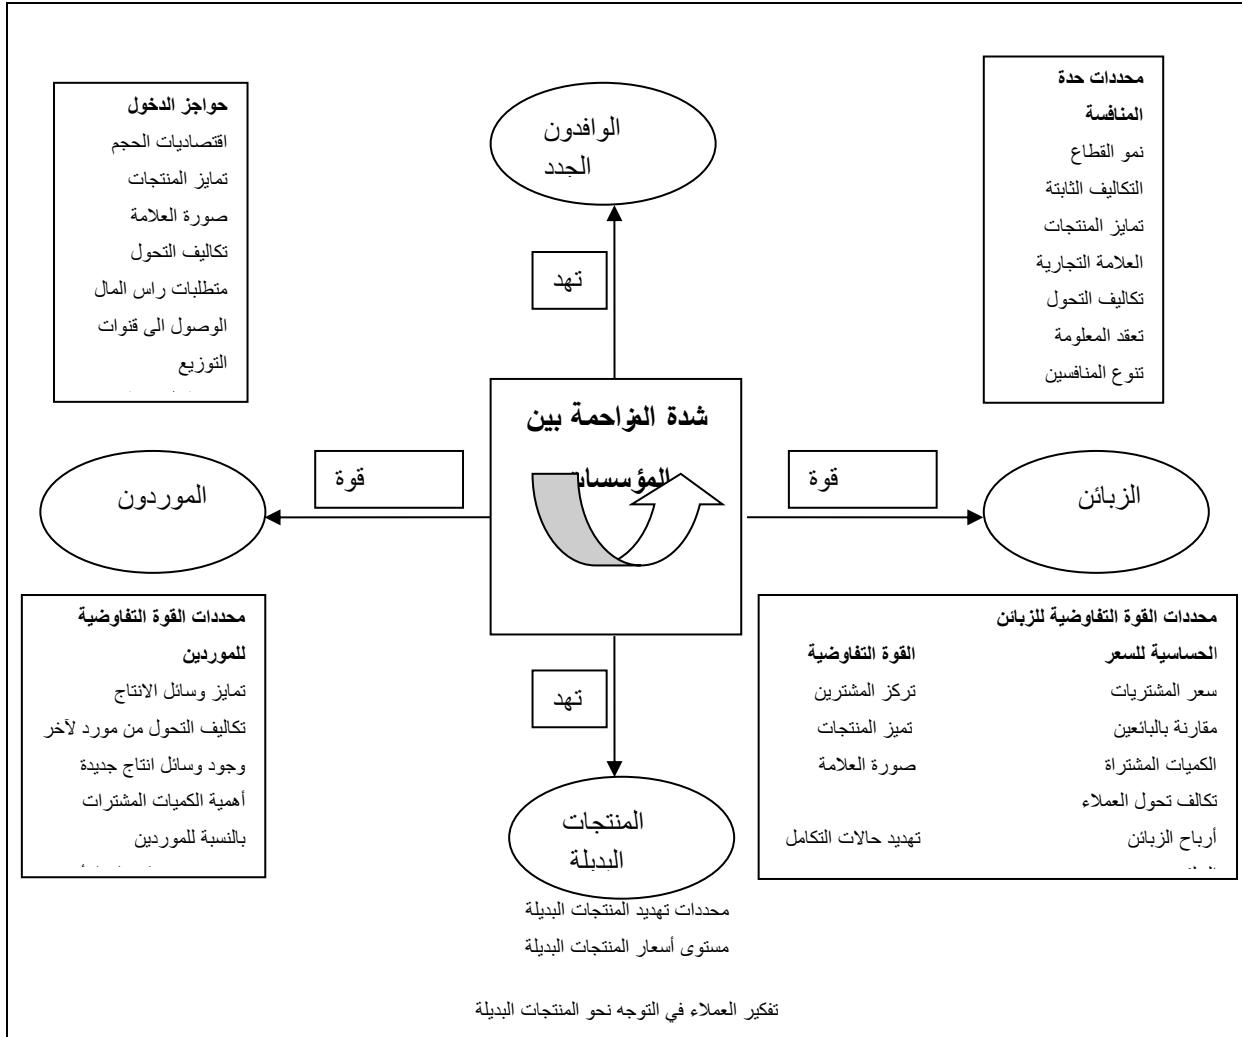 محددات حدة
المنافسة
نمو القطاع
التكاليف الثابتة
تمايز المنتجات
العلامة التجارية
تكاليف التحول
تعقد المعلومة
تنوع المنافسين
الوافدون
الجدد
حواجز الدخول
اقتصاديات الحجم
تمايز المنتجات
صورة العلامة
تكاليف التحول
متطلبات راس المال
الوصول الى قنوات
التوزيع
تهد
شدة المزاحمة بين
المؤسسات
قوة
الزبائن
قوة
الموردون
محددات القوة التفاوضية للزبائن
الحساسية للسعر القوة التفاوضية
سعر المشتريات تركز المشترين
مقارنة بالبائعين تميز المنتجات
الكميات المشتراة صورة العلامة
تكالف تحول العملاء
أرباح الزبائن تهديد حالات التكامل
تهد
محددات القوة التفاوضية
للموردين
تمايز وسائل الانتاج
تكاليف التحول من مورد لآخر
وجود وسائل انتاج جديدة
أهمية الكميات المشترات
بالنسبة للموردين
المنتجات
البديلة
محددات تهديد المنتجات البديلة
مستوى أسعار المنتجات البديلة
تفكير العملاء في التوجه نحو المنتجات البديلة